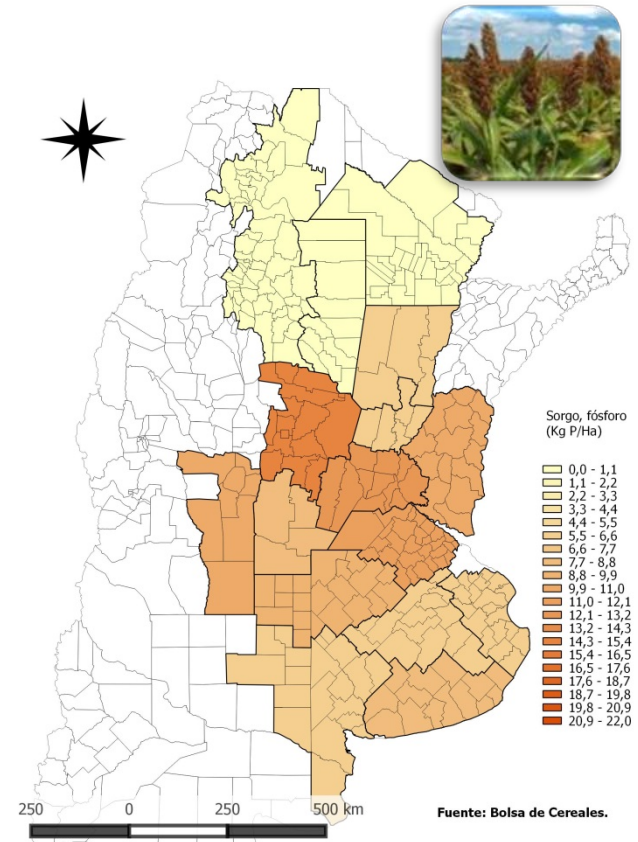 Sorgo, fósforo
(Kg P/Ha)
0,0 - 1,1
1,1 - 2,2
2,2 - 3,3
3,3 - 4,4
4,4 - 5,5
5,5 - 6,6
6,6 - 7,7
7,7 - 8,8
8,8 - 9,9
9,9 - 11,0
11,0 - 12,1
12,1 - 13,2
13,2 - 14,3
14,3 - 15,4
15,4 - 16,5
16,5 - 17,6
17,6 - 18,7
18,7 - 19,8
19,8 - 20,9
20,9 - 22,0
250 0 250 500 km
Fuente: Bolsa de Cereales.